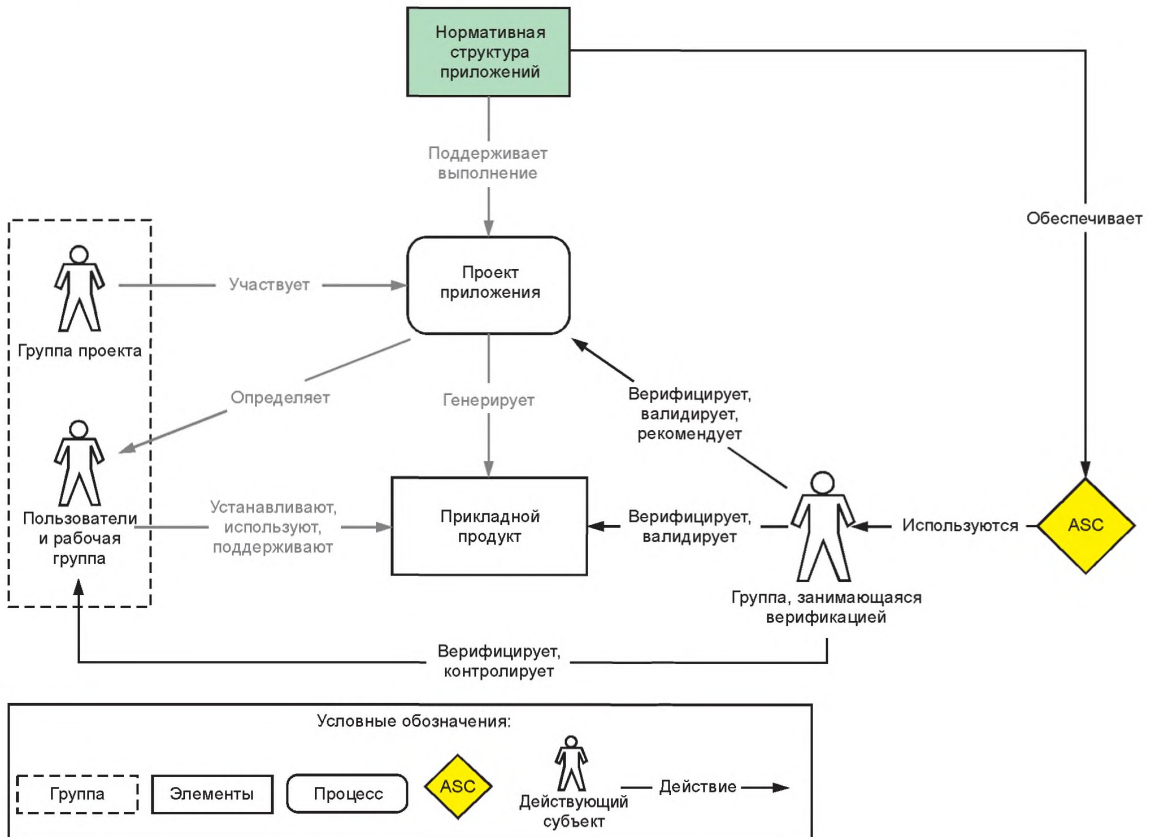 Нормативная
структура
приложений
Поддерживает
выполнение
Обеспечивает
Проект
приложения
Участвует
Группа проекта
Определяет
Генерирует
Верифицирует,
валидирует,
рекомендует
Пользователи
и рабочая
группа
Устанавливают,
используют,
поддерживают
Прикладной
продукт
Верифицирует,
валидирует
Используются
ASC
Группа, занимающаяся
верификацией
Верифицирует,
контролирует
Условные обозначения:
Группа
Элементы
Процесс
ASC
Действующий
субъект
Действие